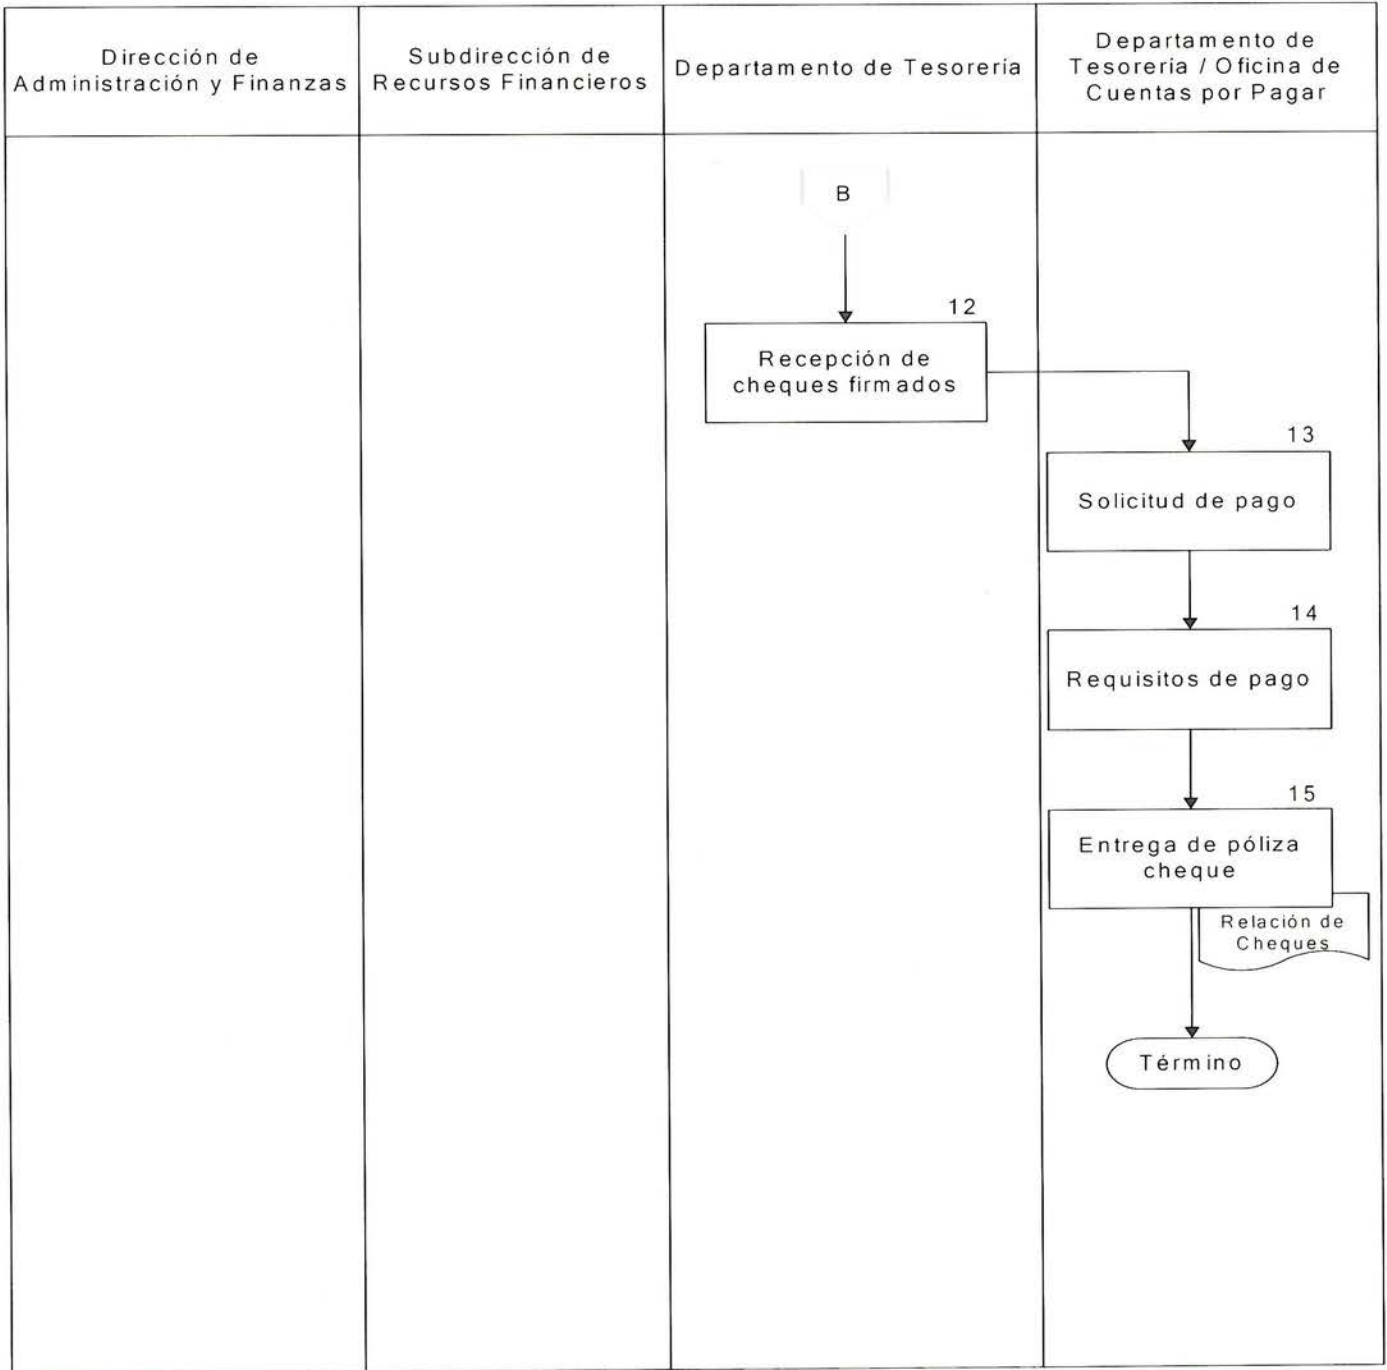 Dirección de
Administración y Finanzas
Subdirección de
Recursos Financieros
Departamento de Tesorería
Departamento de
Tesorería / Oficina de
Cuentas por Pagar
B
12
Recepción de
cheques firmados
13
Solicitud de pago
14
Requisitos de pago
15
Entrega de póliza
cheque
Relación de
Cheques
Término